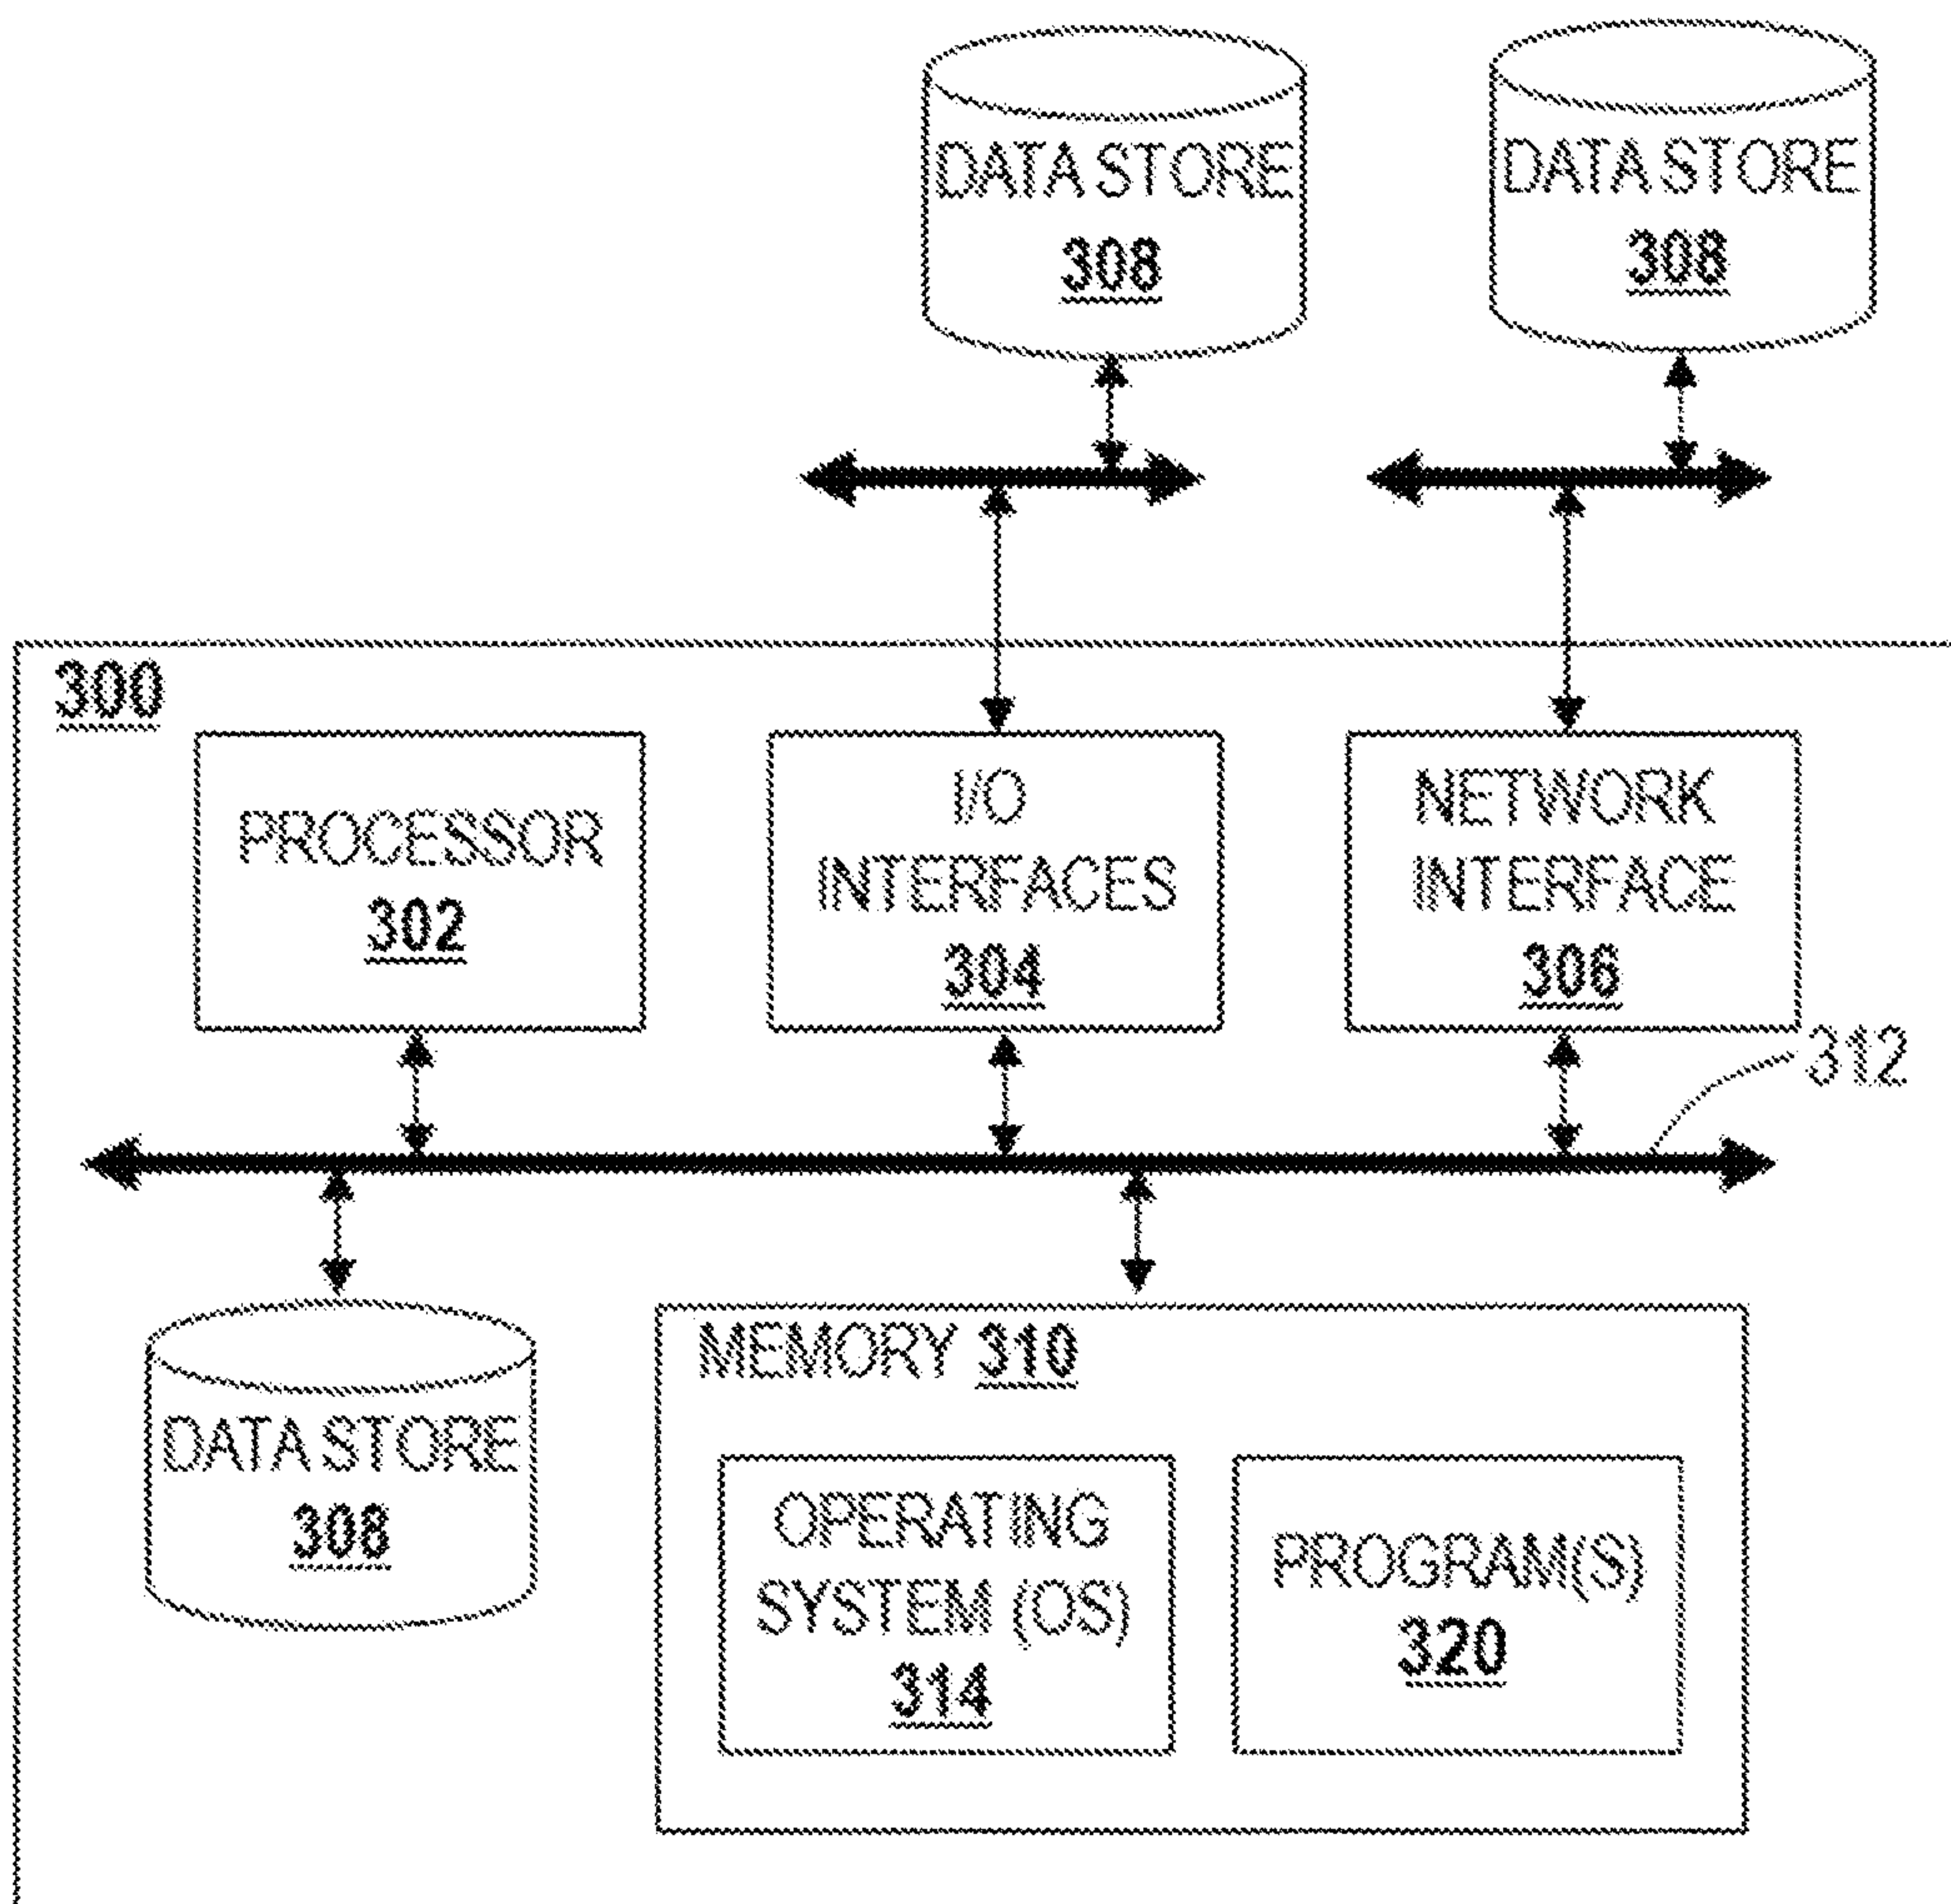 DATA STORE
308
DATA STORE
308
300
PROCESSOR
302
I/O
INTERFACES
304
NETWORK
INTERFACE
306
312
DATA STORE
308
MEMORY 310
OPERATING
SYSTEM (OS)
314
PROGRAM(S)
320